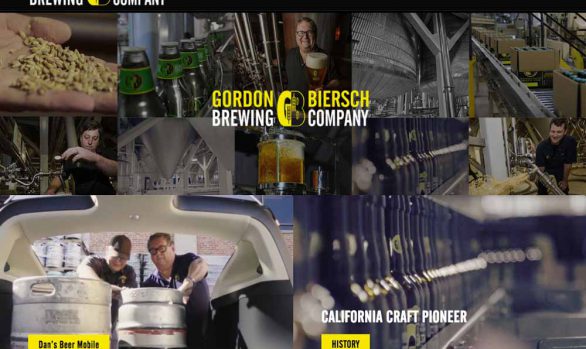 BREWING COMPANY
GORDON BIERSCH
BREWING COMPANY
CALIFORNIA CRAFT PIONEER
Dan's Beer Mobile
HISTORY